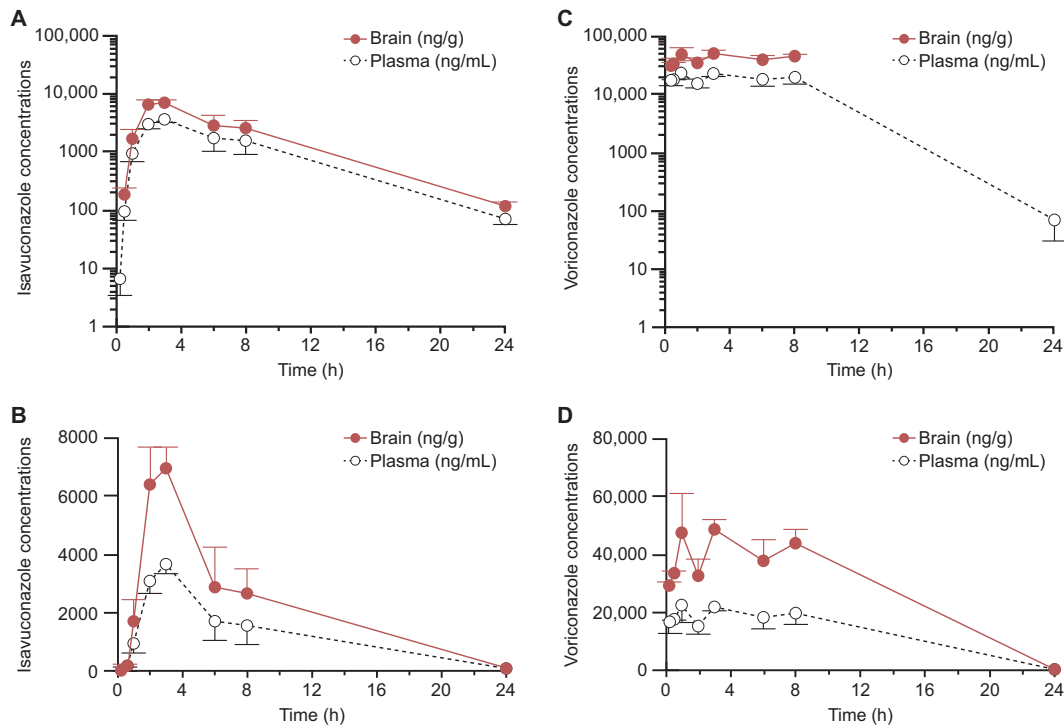 A
Isavuconazole concentrations
100,000
10,000
1000
100
10
1
0 4 8 12 16 20 24
Time (h)
Brain (ng/g)
Plasma (ng/mL)
C
Voriconazole concentrations
100,000
10,000
1000
100
10
1
0 4 8 12 16 20 24
Time (h)
Brain (ng/g)
Plasma (ng/mL)
B
Isavuconazole concentrations
8000
6000
4000
2000
0
0 4 8 12 16 20 24
Time (h)
Brain (ng/g)
Plasma (ng/mL)
D
Voriconazole concentrations
80,000
60,000
40,000
20,000
0
0 4 8 12 16 20 24
Time (h)
Brain (ng/g)
Plasma (ng/mL)